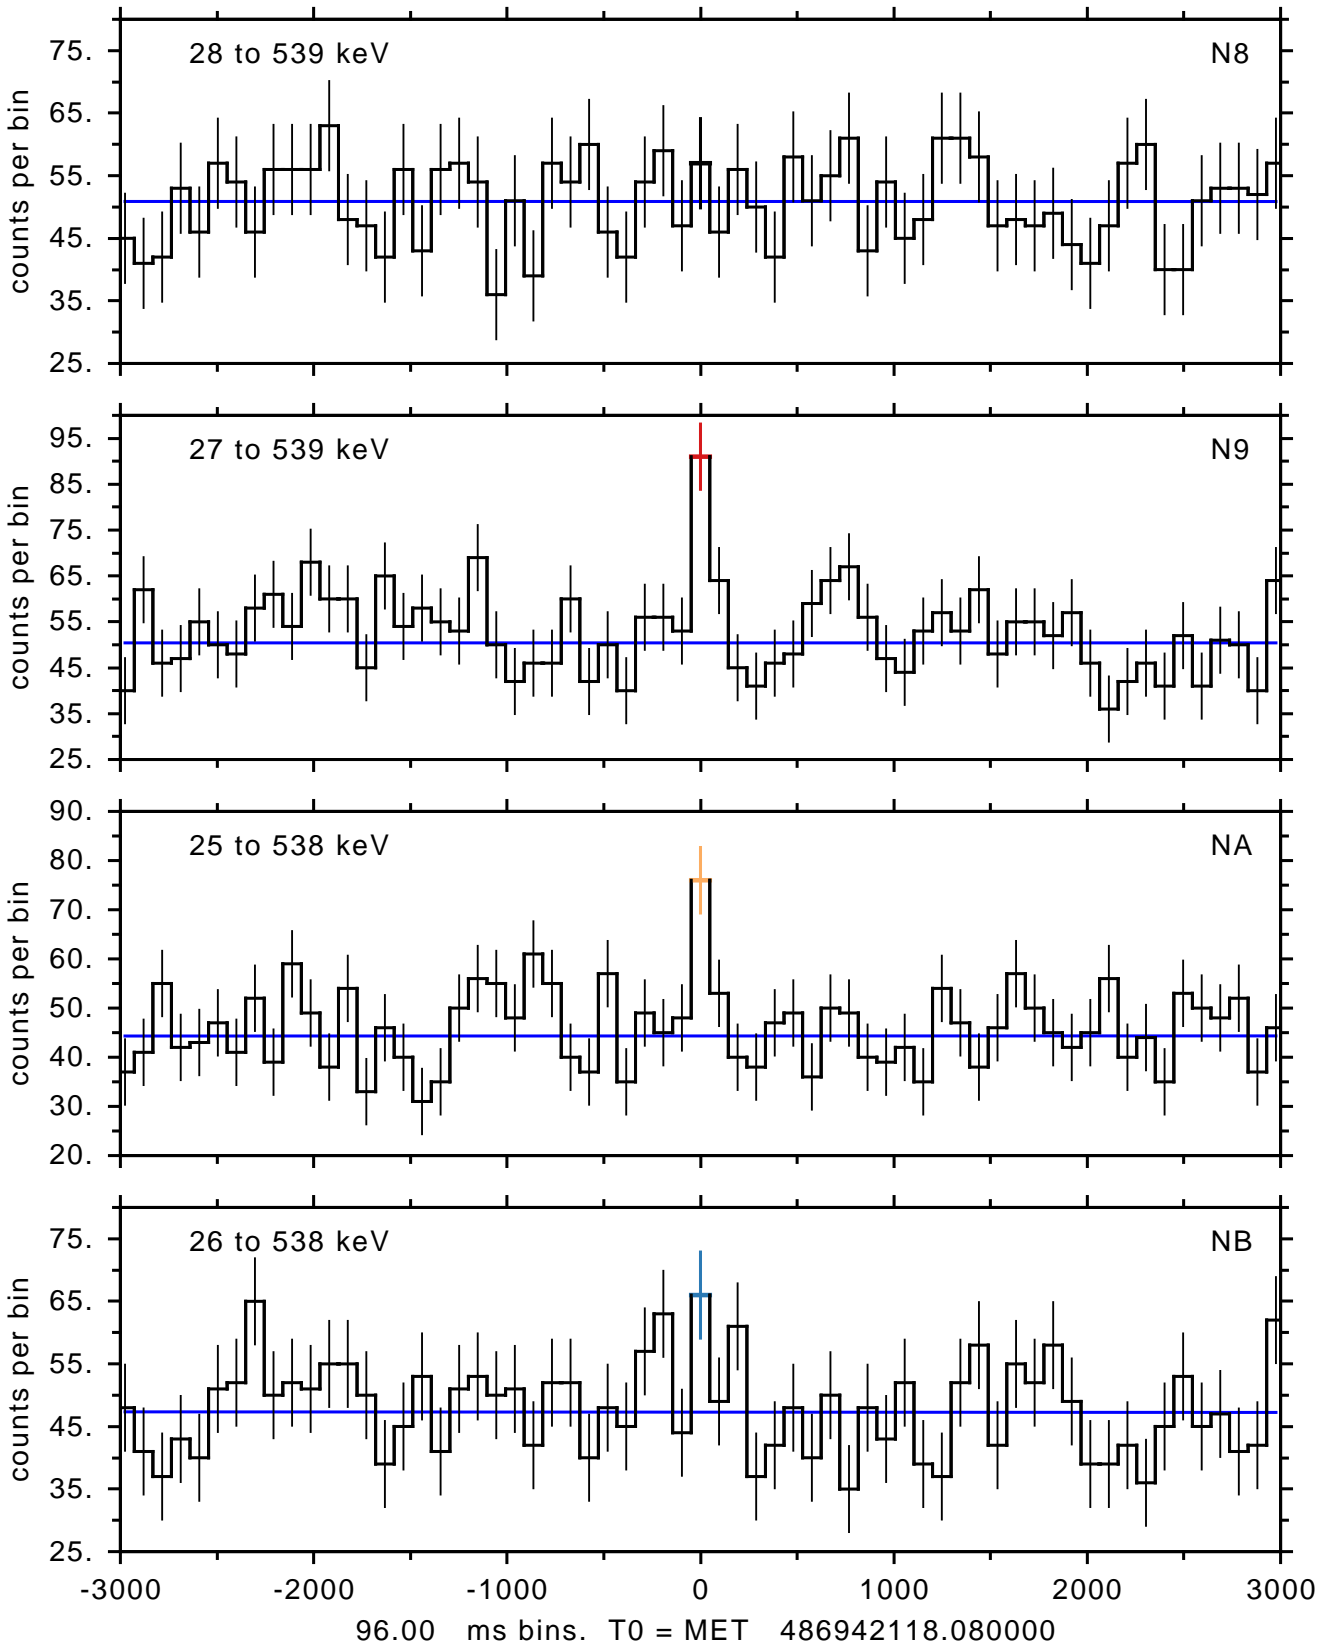 28 to 539 keV N8
75.
65.
55.
45.
35.
25.
counts per bin
27 to 539 keV N9
95.
85.
75.
65.
55.
45.
35.
25.
counts per bin
25 to 538 keV NA
90.
80.
70.
60.
50.
40.
30.
20.
counts per bin
26 to 538 keV NB
75.
65.
55.
45.
35.
25.
counts per bin
-3000 -2000 -1000 0 1000 2000 3000
96.00 ms bins. T0 = MET 486942118.080000